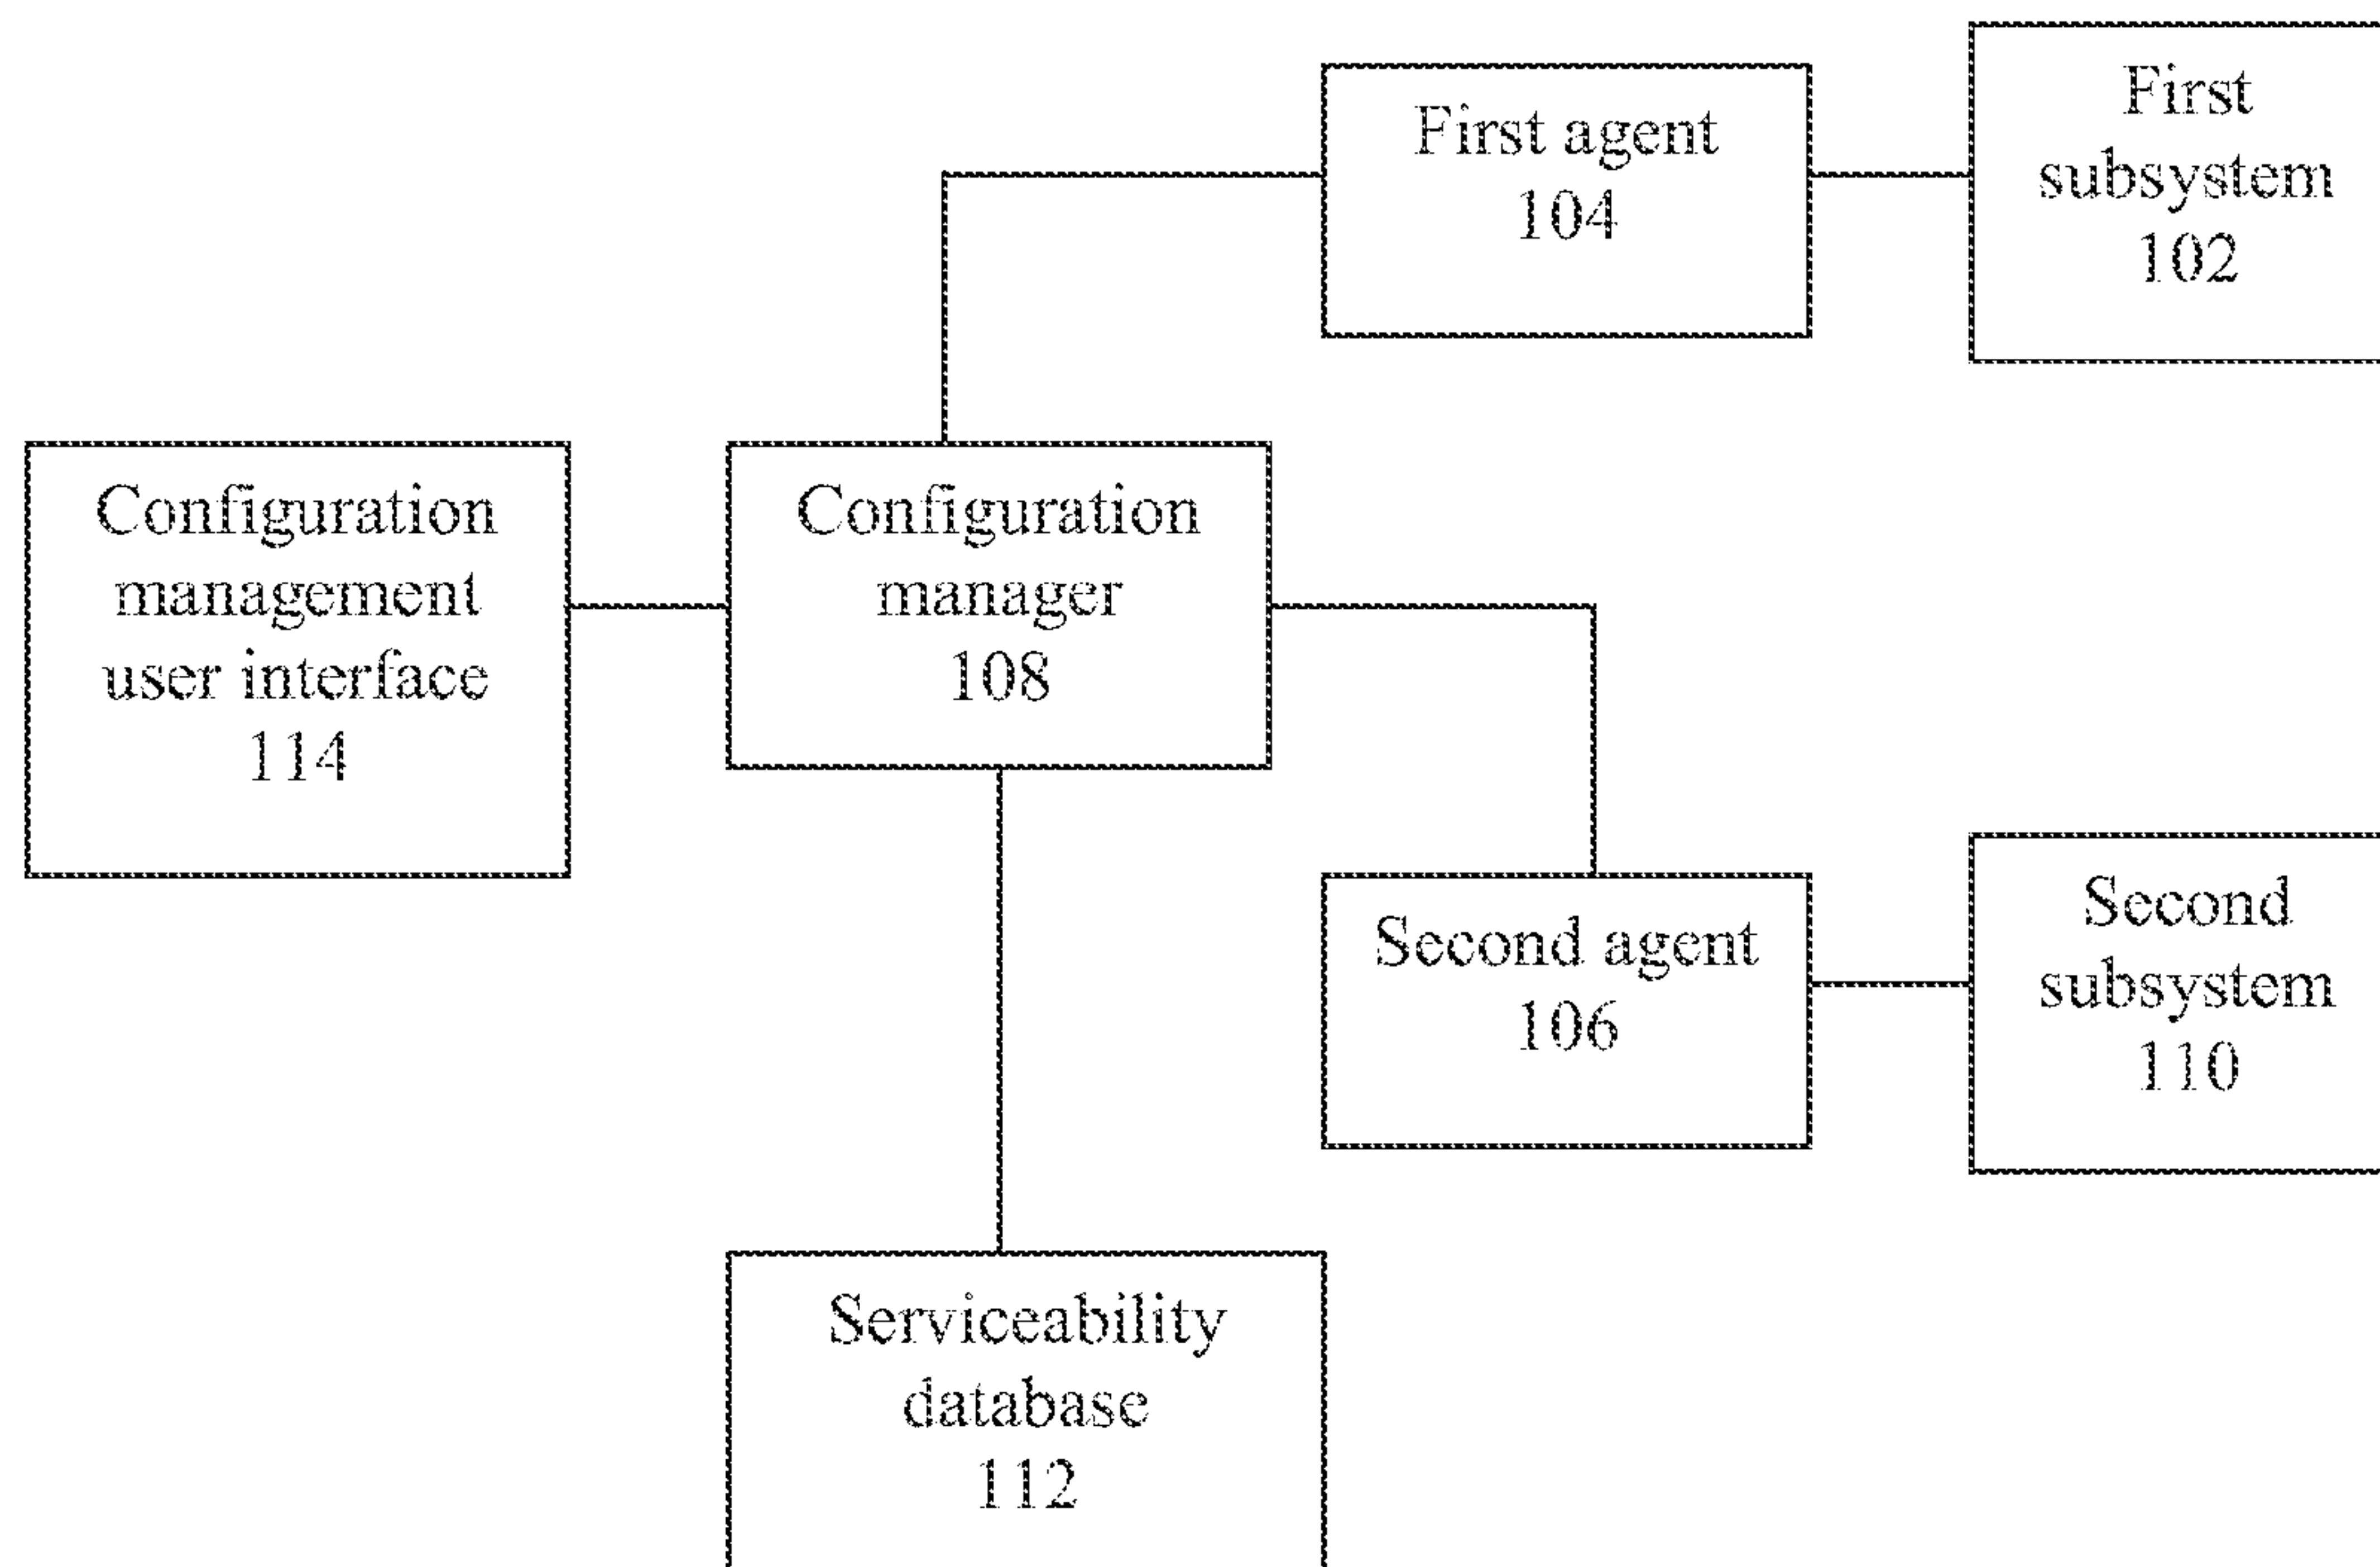 First agent
104
First
subsystem
102
Configuration
management
user interface
114
Configuration
manager
108
Second agent
106
Second
subsystem
110
Serviceability
database
112